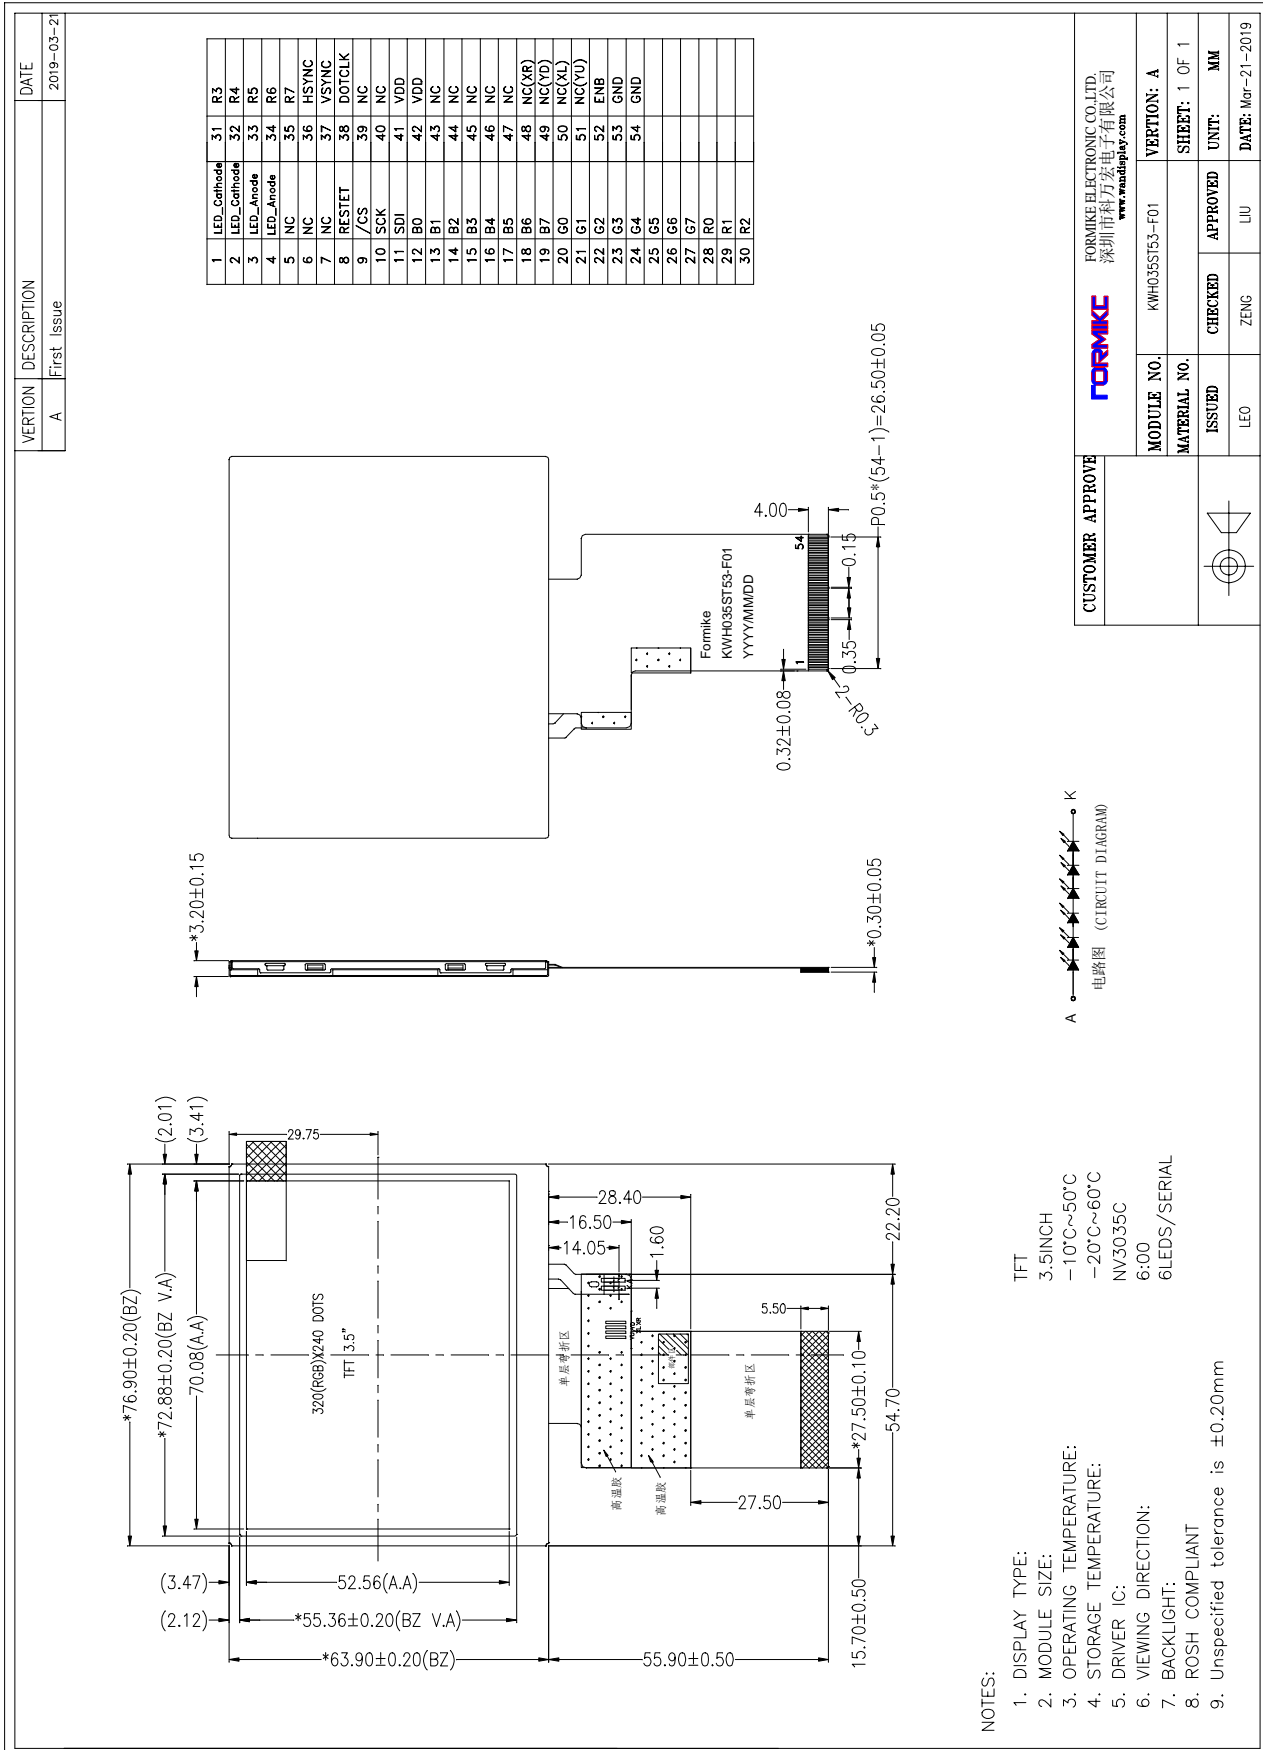 VERTION DESCRIPTION DATE
A First Issue 2019-03-21
*76.90±0.20(BZ)
*72.88±0.20(BZ V.A)
70.08(A.A)
(2.01)
(3.41)
29.75
320(RGB)X240 DOTS
TFT 3.5"
(3.47)
52.56(A.A)
(2.12)
*55.36±0.20(BZ V.A)
*63.90±0.20(BZ)
55.90±0.50
28.40
16.50
14.05
1.60
单层弯折区
高温胶
高温胶
单层弯折区
5.50
27.50
*27.50±0.10
15.70±0.50
54.70
22.20
*3.20±0.15
*0.30±0.05
Formike
KWH035ST53-F01
YYYY/MM/DD
1
54
4.00
0.32±0.08
2-R0.3
0.35
0.15
P0.5*(54-1)=26.50±0.05
1 LED_Cathode 31 R3
2 LED_Cathode 32 R4
3 LED_Anode 33 R5
4 LED_Anode 34 R6
5 NC 35 R7
6 NC 36 HSYNC
7 NC 37 VSYNC
8 RESTET 38 DOTCLK
9 /CS 39 NC
10 SCK 40 NC
11 SDI 41 VDD
12 B0 42 VDD
13 B1 43 NC
14 B2 44 NC
15 B3 45 NC
16 B4 46 NC
17 B5 47 NC
18 B6 48 NC(XR)
19 B7 49 NC(YD)
20 G0 50 NC(XL)
21 G1 51 NC(YU)
22 G2 52 ENB
23 G3 53 GND
24 G4 54 GND
25 G5
26 G6
27 G7
28 R0
29 R1
30 R2
A K
电路图 (CIRCUIT DIAGRAM)
NOTES:
1. DISPLAY TYPE: TFT
2. MODULE SIZE: 3.5INCH
3. OPERATING TEMPERATURE: -10°C~50°C
4. STORAGE TEMPERATURE: -20°C~60°C
5. DRIVER IC: NV3035C
6. VIEWING DIRECTION: 6:00
7. BACKLIGHT: 6LEDS/SERIAL
8. ROSH COMPLIANT
9. Unspecified tolerance is ±0.20mm
CUSTOMER APPROVE
FORMIKE
FORMIKE ELECTRONIC CO.,LTD.
深圳市科万宏电子有限公司
www.wandisplay.com
MODULE NO. KWH035ST53-F01 VERTION: A
MATERIAL NO. SHEET: 1 OF 1
ISSUED CHECKED APPROVED UNIT: MM
LEO ZENG LIU DATE: Mar-21-2019